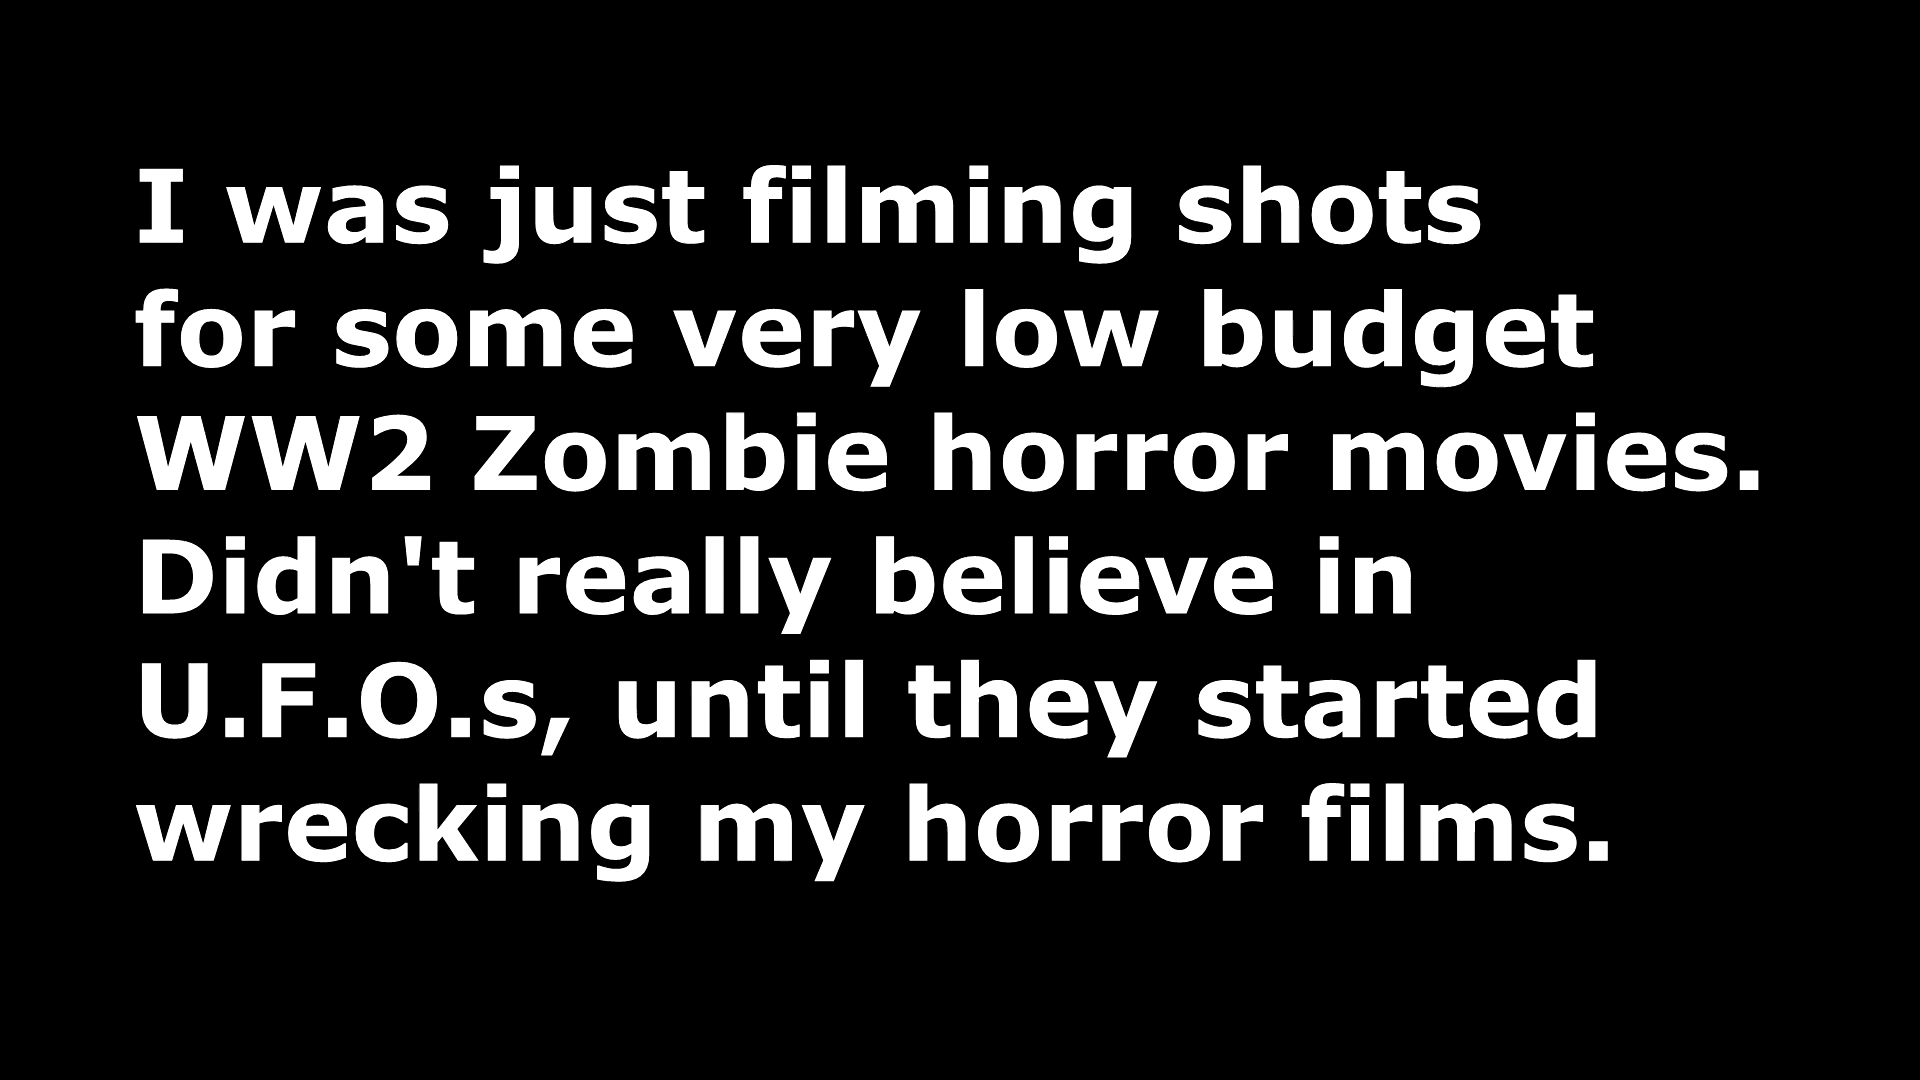 I was just filming shots
for some very low budget
WW2 Zombie horror movies.
Didn't really believe in
U.F.O.s, until they started
wrecking my horror films.